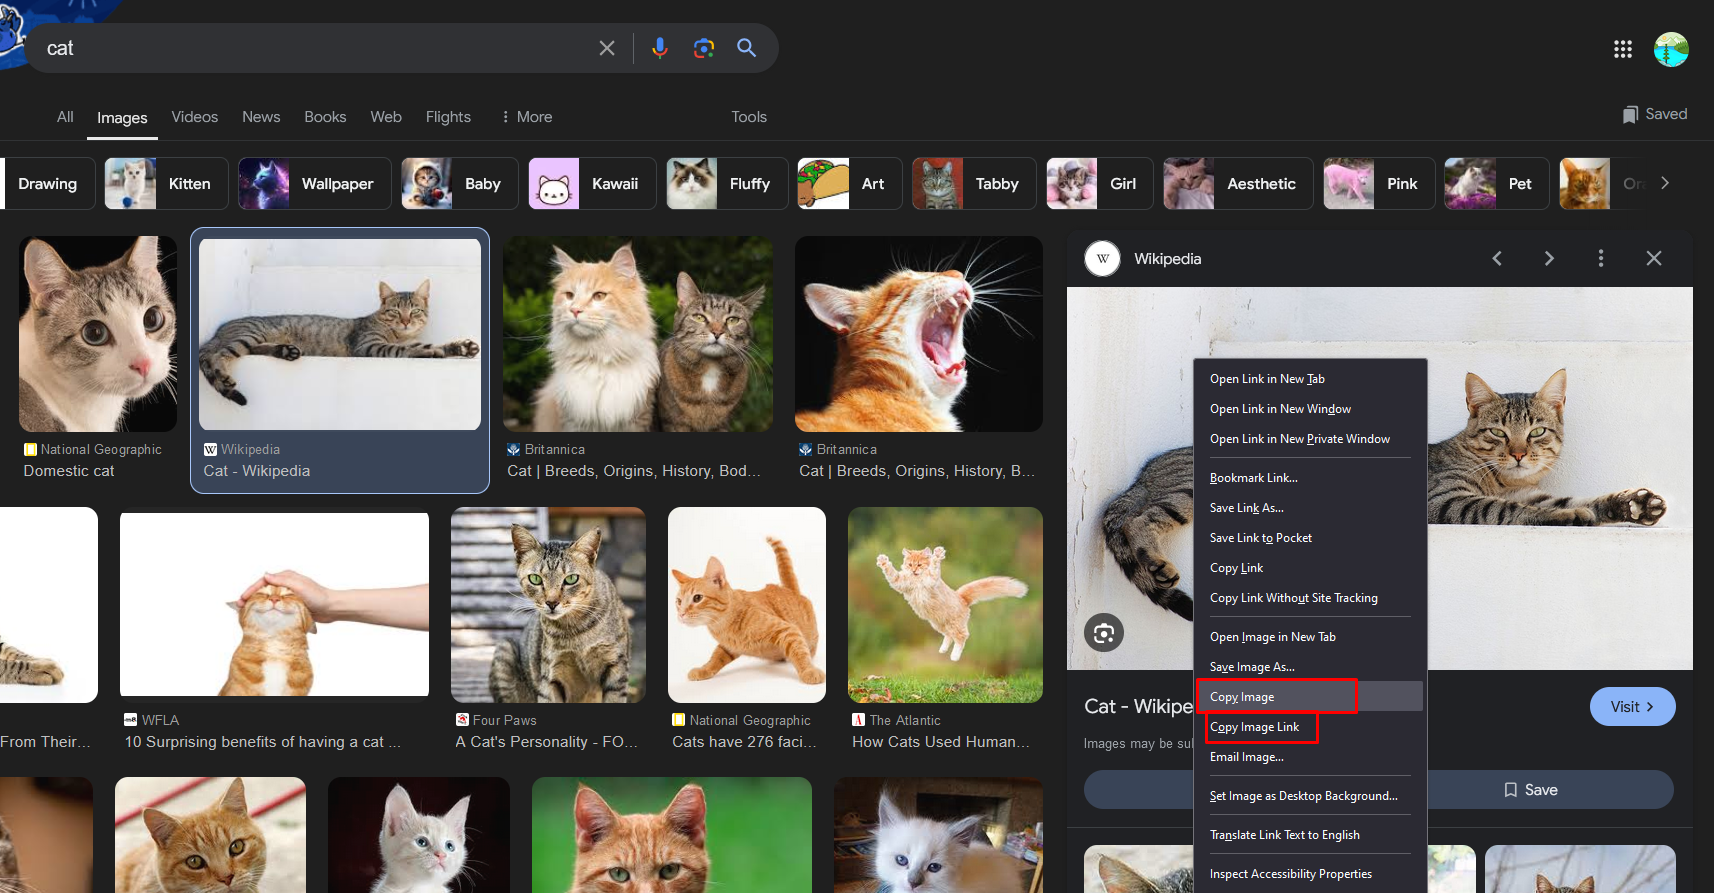 cat
All Images Videos News Books Web Flights More Tools
Saved
Drawing Kitten Wallpaper Baby Kawaii Fluffy Art Tabby Girl Aesthetic Pink Pet
W Wikipedia
National Geographic
Domestic cat
W Wikipedia
Cat - Wikipedia
Britannica
Cat | Breeds, Origins, History, Bod...
Britannica
Cat | Breeds, Origins, History, B...
From Their...
WFLA
10 Surprising benefits of having a cat ...
Four Paws
A Cat's Personality - FO...
National Geographic
Cats have 276 faci...
A The Atlantic
How Cats Used Human...
Open Link in New Tab
Open Link in New Window
Open Link in New Private Window
Bookmark Link...
Save Link As...
Save Link to Pocket
Copy Link
Copy Link Without Site Tracking
Open Image in New Tab
Save Image As...
Copy Image
Copy Image Link
Email Image...
Set Image as Desktop Background...
Translate Link Text to English
Inspect Accessibility Properties
Cat - Wikipe
Visit
Images may be
Save